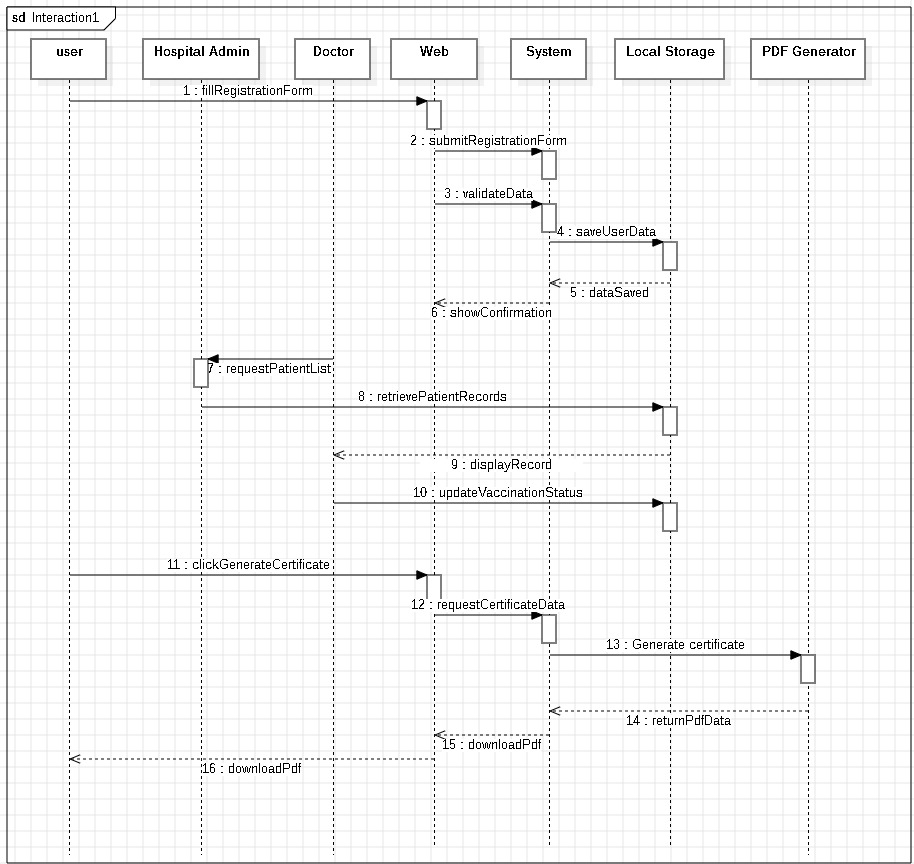 sd Interaction1
user
Hospital Admin
Doctor
Web
System
Local Storage
PDF Generator
1 : fillRegistrationForm
2 : submitRegistrationForm
3 : validateData
4 : saveUserData
5 : dataSaved
6 : showConfirmation
7 : requestPatientList
8 : retrievePatientRecords
9 : displayRecord
10 : updateVaccinationStatus
11 : clickGenerateCertificate
12 : requestCertificateData
13 : Generate certificate
14 : returnPdfData
15 : downloadPdf
16 : downloadPdf